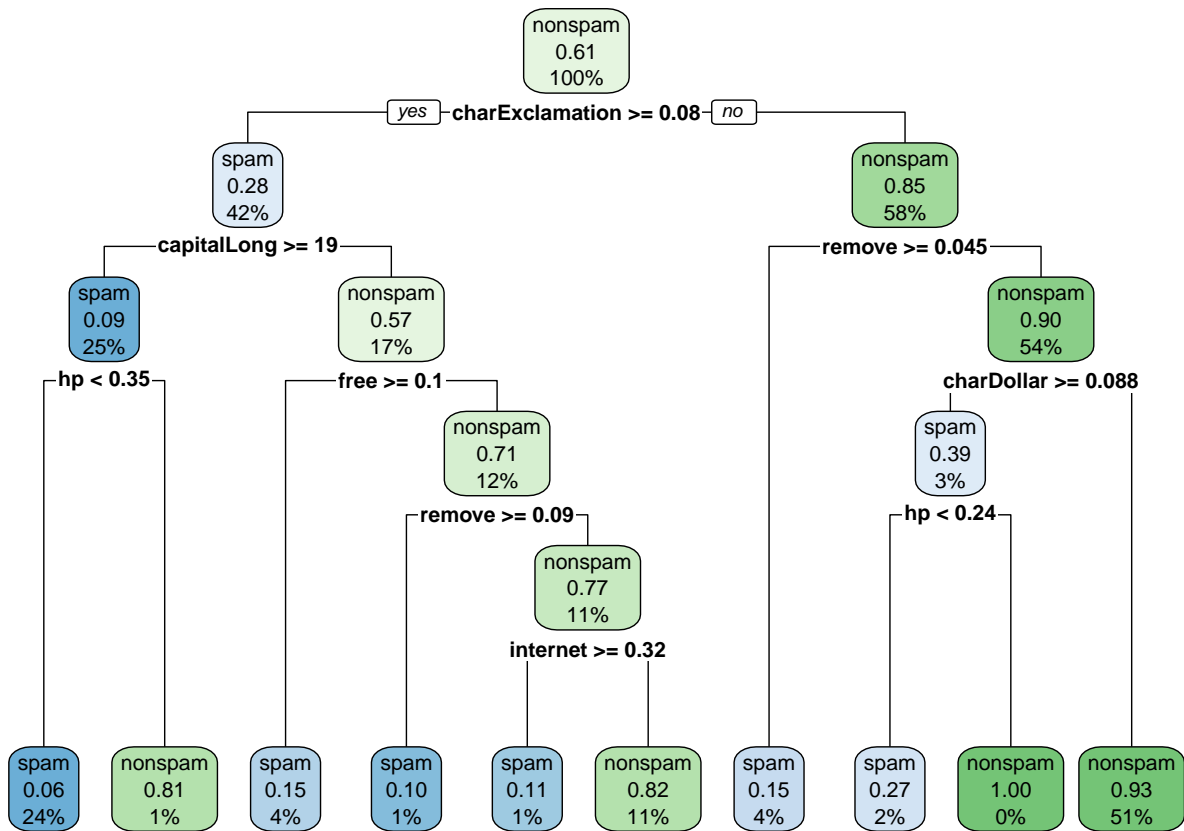 nonspam
0.61
100%
yes charExclamation >= 0.08 no
spam
0.28
42%
nonspam
0.85
58%
capitalLong >= 19
remove >= 0.045
spam
0.09
25%
nonspam
0.57
17%
nonspam
0.90
54%
hp < 0.35
free >= 0.1
charDollar >= 0.088
nonspam
0.71
12%
spam
0.39
3%
remove >= 0.09
hp < 0.24
nonspam
0.77
11%
internet >= 0.32
spam
0.06
24%
nonspam
0.81
1%
spam
0.15
4%
spam
0.10
1%
spam
0.11
1%
nonspam
0.82
11%
spam
0.15
4%
spam
0.27
2%
nonspam
1.00
0%
nonspam
0.93
51%